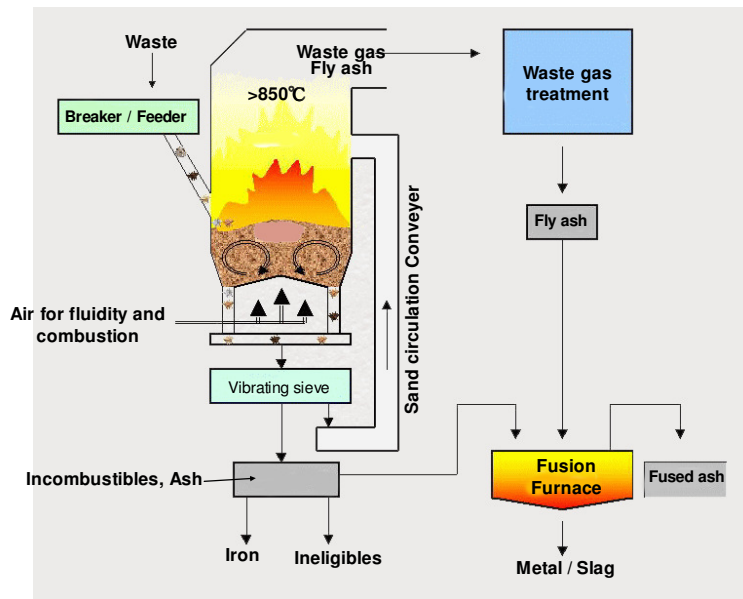 Waste
Waste gas
Fly ash
Waste gas
treatment
>850℃
Breaker / Feeder
Fly ash
Sand circulation Conveyer
Air for fluidity and
combustion
Vibrating sieve
Incombustibles, Ash
Fusion
Furnace
Fused ash
Iron
Ineligibles
Metal / Slag